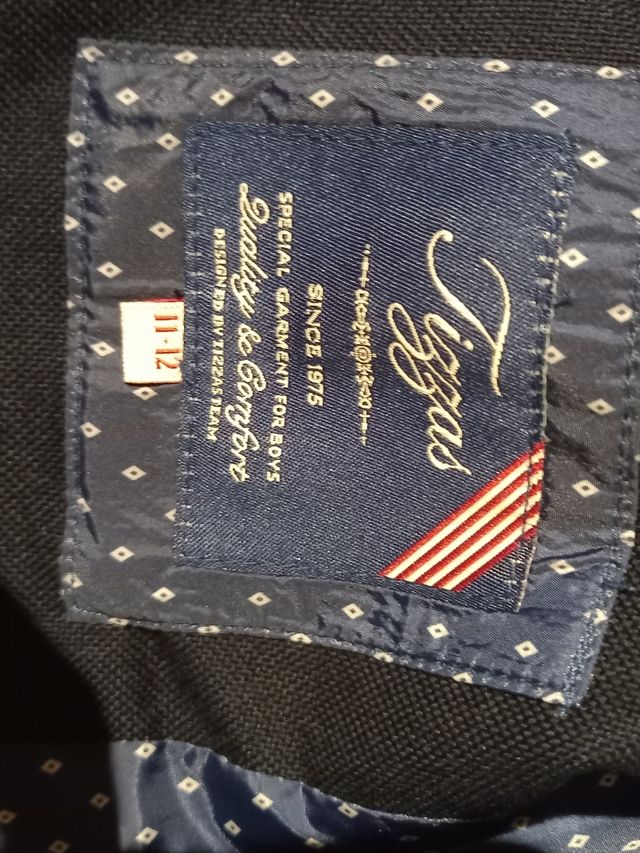 Tizzas
SINCE 1975
SPECIAL GARMENT FOR BOYS
Quality & Comfort
DESIGNED BY TIZZAS TEAM
11-12